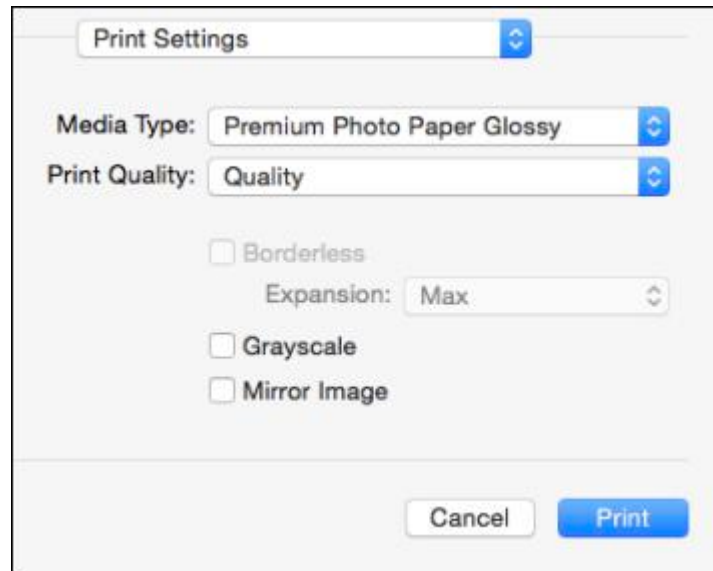 Print Settings
Media Type: Premium Photo Paper Glossy
Print Quality: Quality
Borderless
Expansion: Max
Grayscale
Mirror Image
Cancel Print